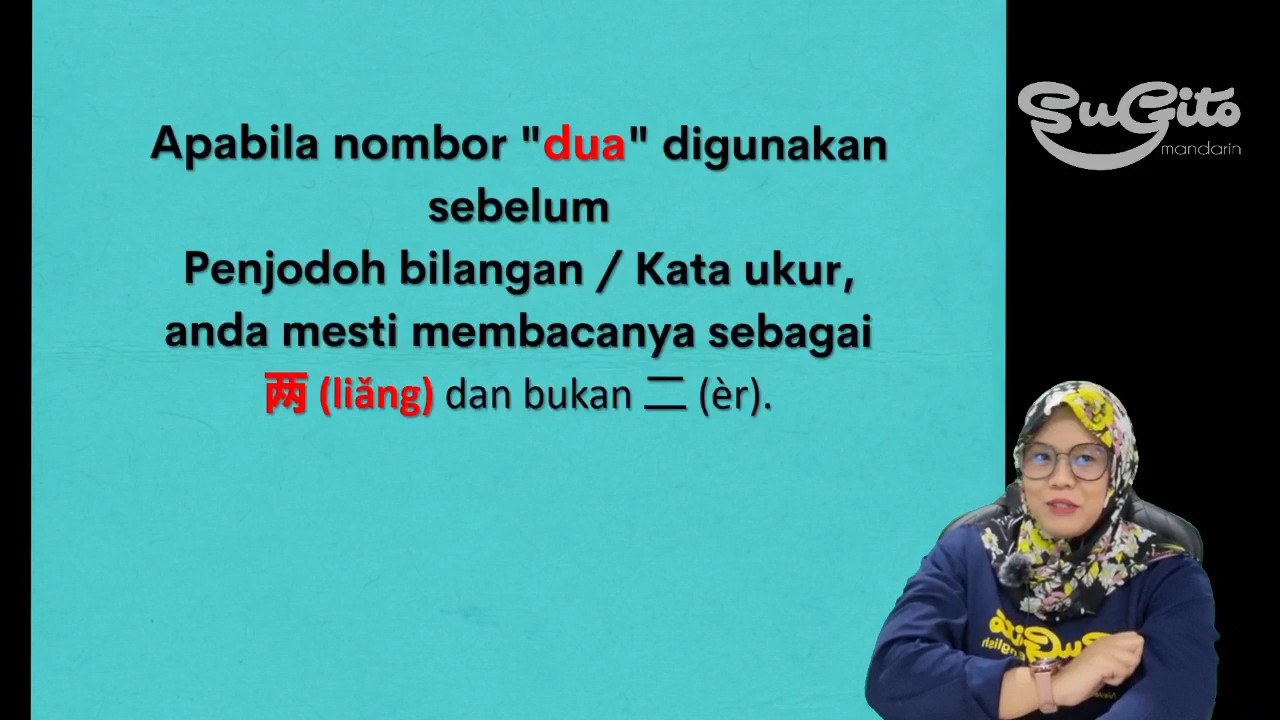 Apabila nombor "dua" digunakan
sebelum
Penjodoh bilangan / Kata ukur,
anda mesti membacanya sebagai
两 (liǎng) dan bukan 二 (èr).
SuGito
mandarin